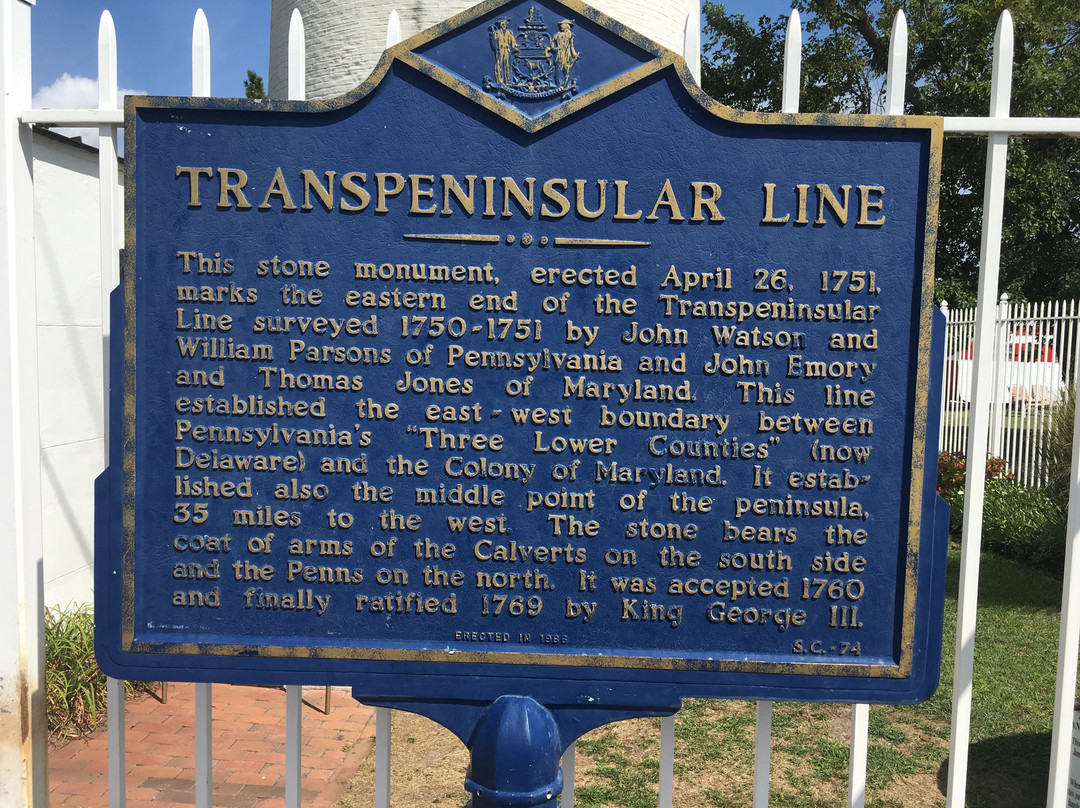 TRANSPENINSULAR LINE
This stone monument, erected April 26, 1751,
marks the eastern end of the Transpeninsular
Line surveyed 1750-1751 by John Watson and
William Parsons of Pennsylvania and John Emory
and Thomas Jones of Maryland. This line
established the east-west boundary between
Pennsylvania's "Three Lower Counties" (now
Delaware) and the Colony of Maryland. It estab-
lished also the middle point of the peninsula,
35 miles to the west. The stone bears the
coat of arms of the Calverts on the south side
and the Penns on the north. It was accepted 1760
and finally ratified 1769 by King George III.
ERECTED IN 1986
S.C.-74